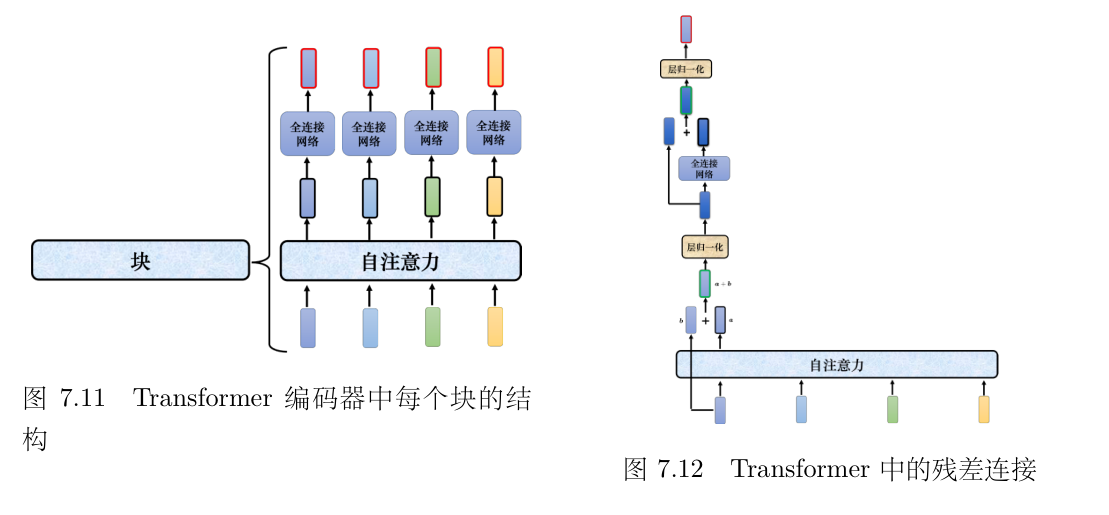 全连接
网络
全连接
网络
全连接
网络
全连接
网络
块
自注意力
图 7.11 Transformer 编码器中每个块的结
构
层归一化
+
全连接
网络
层归一化
a + b
b + a
自注意力
图 7.12 Transformer 中的残差连接